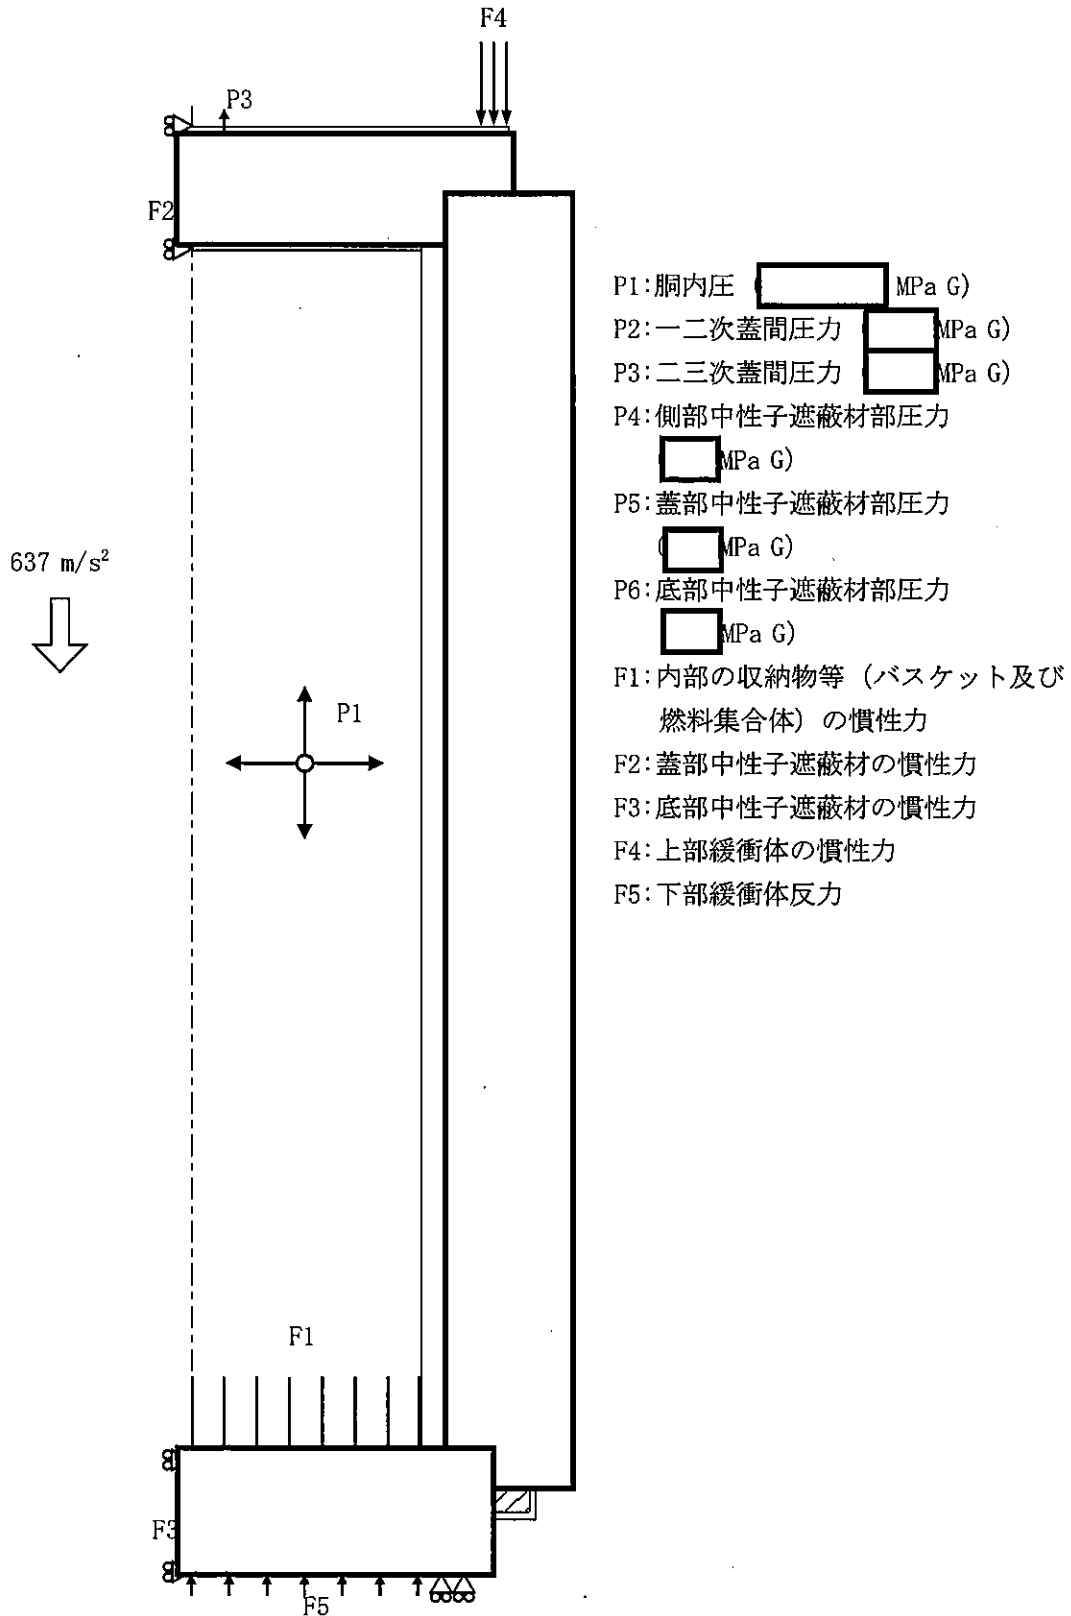 F4
P3
F2
P1:胴内圧 ( MPa G)
P2:一二次蓋間圧力 ( MPa G)
P3:二三次蓋間圧力 ( MPa G)
P4:側部中性子遮蔽材部圧力
( MPa G)
P5:蓋部中性子遮蔽材部圧力
( MPa G)
P6:底部中性子遮蔽材部圧力
MPa G)
F1:内部の収納物等(バスケット及び
燃料集合体)の慣性力
F2:蓋部中性子遮蔽材の慣性力
F3:底部中性子遮蔽材の慣性力
F4:上部緩衝体の慣性力
F5:下部緩衝体反力
637 m/s²
P1
F1
F3
F5